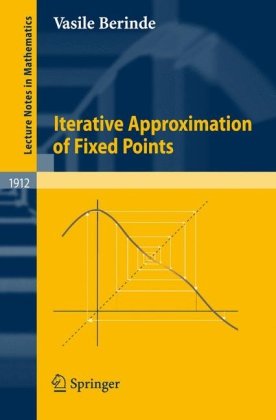 Vasile Berinde
Lecture Notes in Mathematics
1912
Iterative Approximation
of Fixed Points
Springer